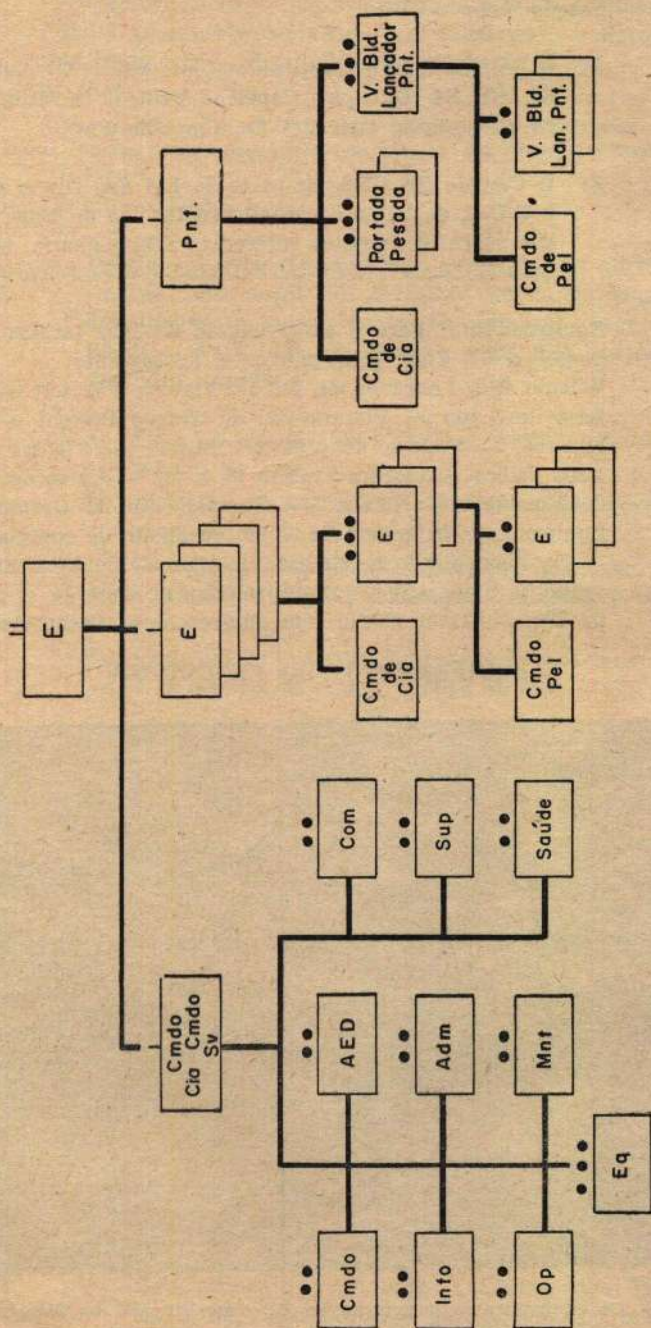 E
Cmdo
Cia Cmdo
Sv
E
Pnt.
Cmdo
AED
Com
Info
Adm
Sup
Op
Mnt
Saúde
Eq
Cmdo
de
Cia
E
Cmdo
Pel
E
Cmdo
de
Cia
Portada
Pesada
V. Bld.
Lançador
Pnt.
Cmdo
de
Pel
V. Bld.
Lan. Pnt.